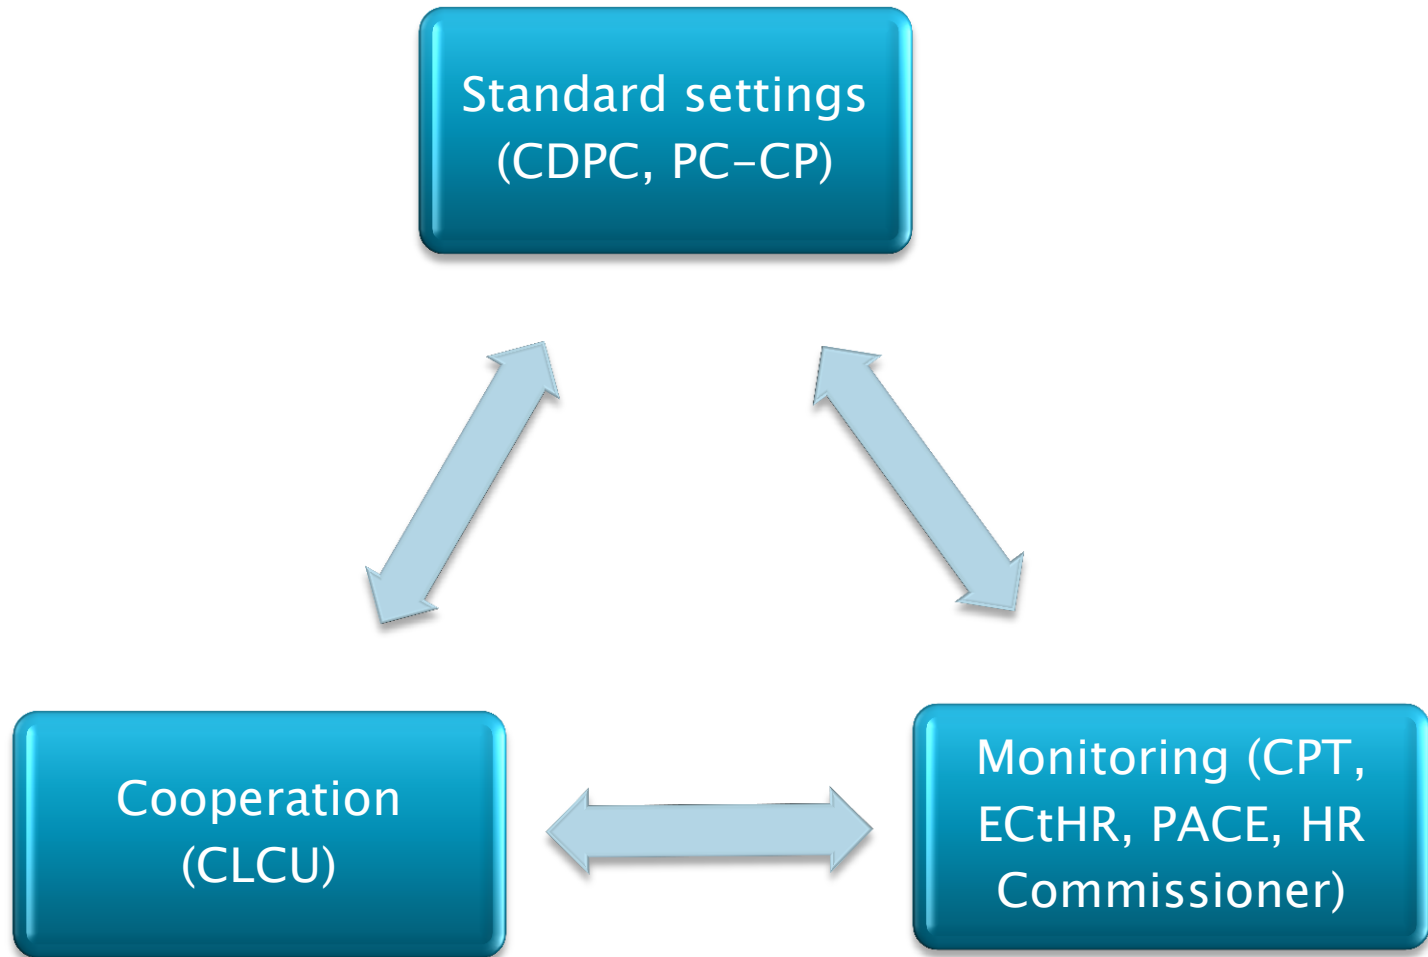 Standard settings
(CDPC, PC-CP)
Cooperation
(CLCU)
Monitoring (CPT,
ECtHR, PACE, HR
Commissioner)